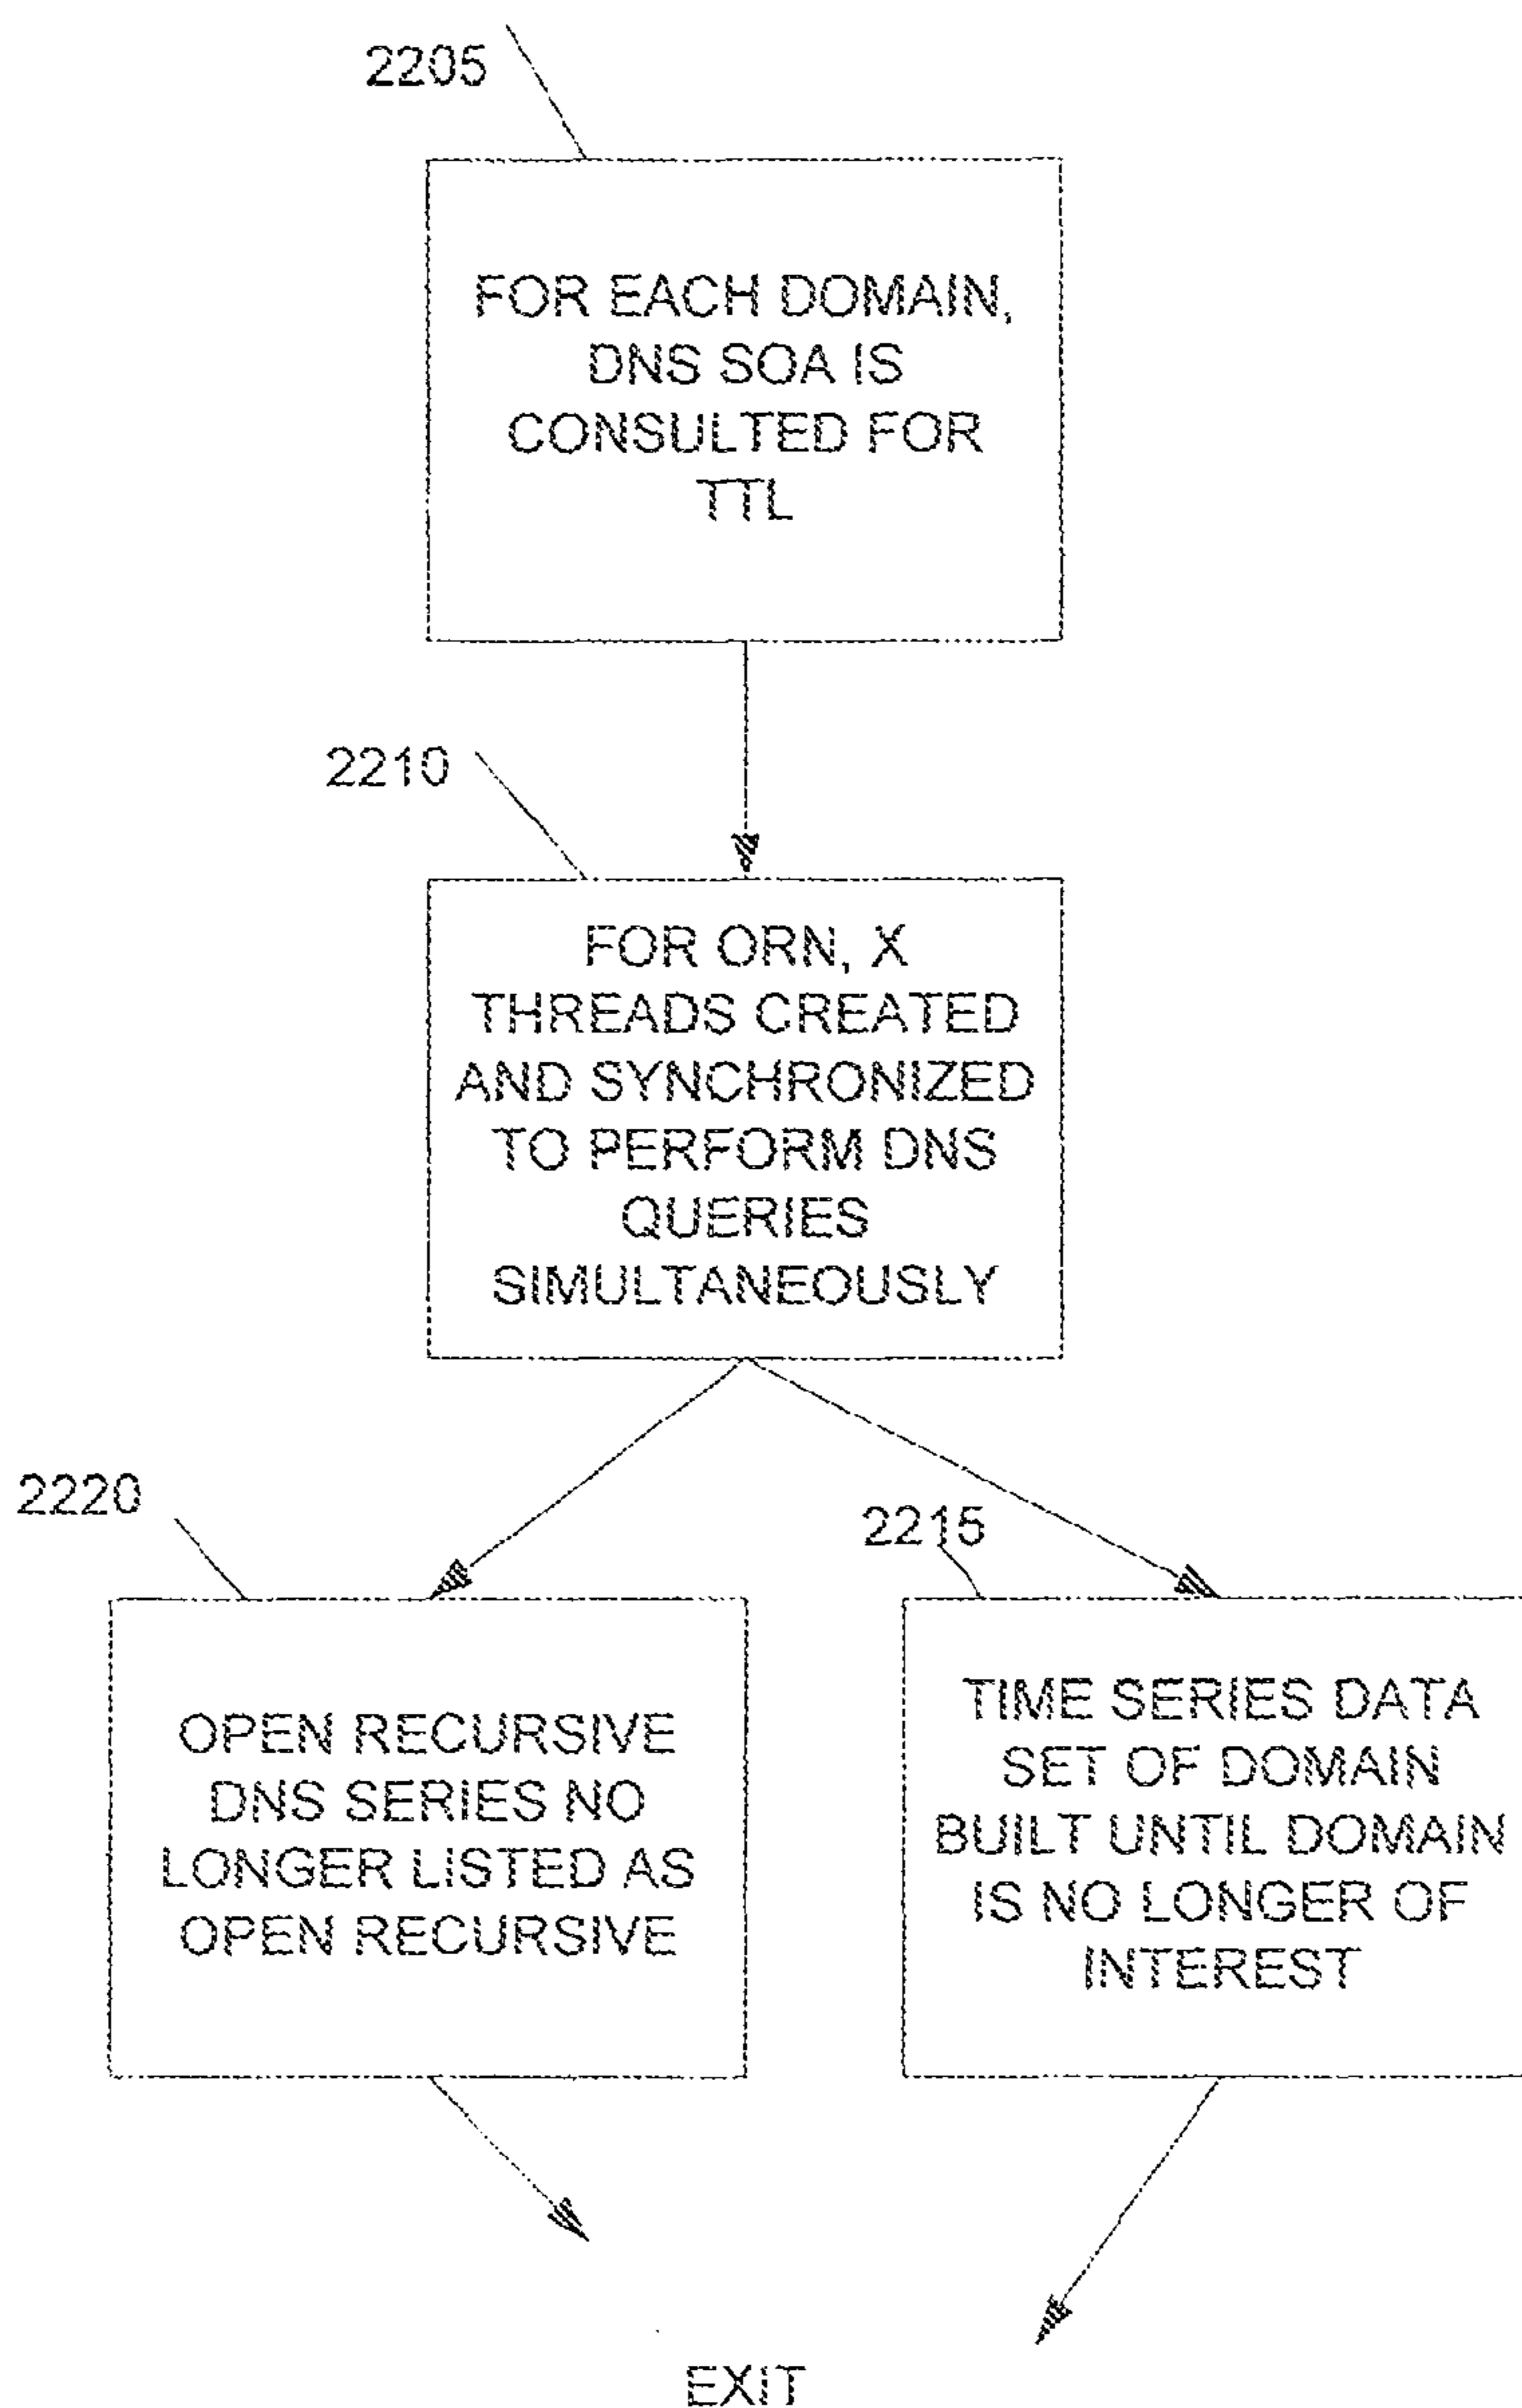 2205
FOR EACH DOMAIN,
DNS SOA IS
CONSULTED FOR
TTL
2210
FOR ORN, X
THREADS CREATED
AND SYNCHRONIZED
TO PERFORM DNS
QUERIES
SIMULTANEOUSLY
2220
OPEN RECURSIVE
DNS SERIES NO
LONGER LISTED AS
OPEN RECURSIVE
2215
TIME SERIES DATA
SET OF DOMAIN
BUILT UNTIL DOMAIN
IS NO LONGER OF
INTEREST
EXIT